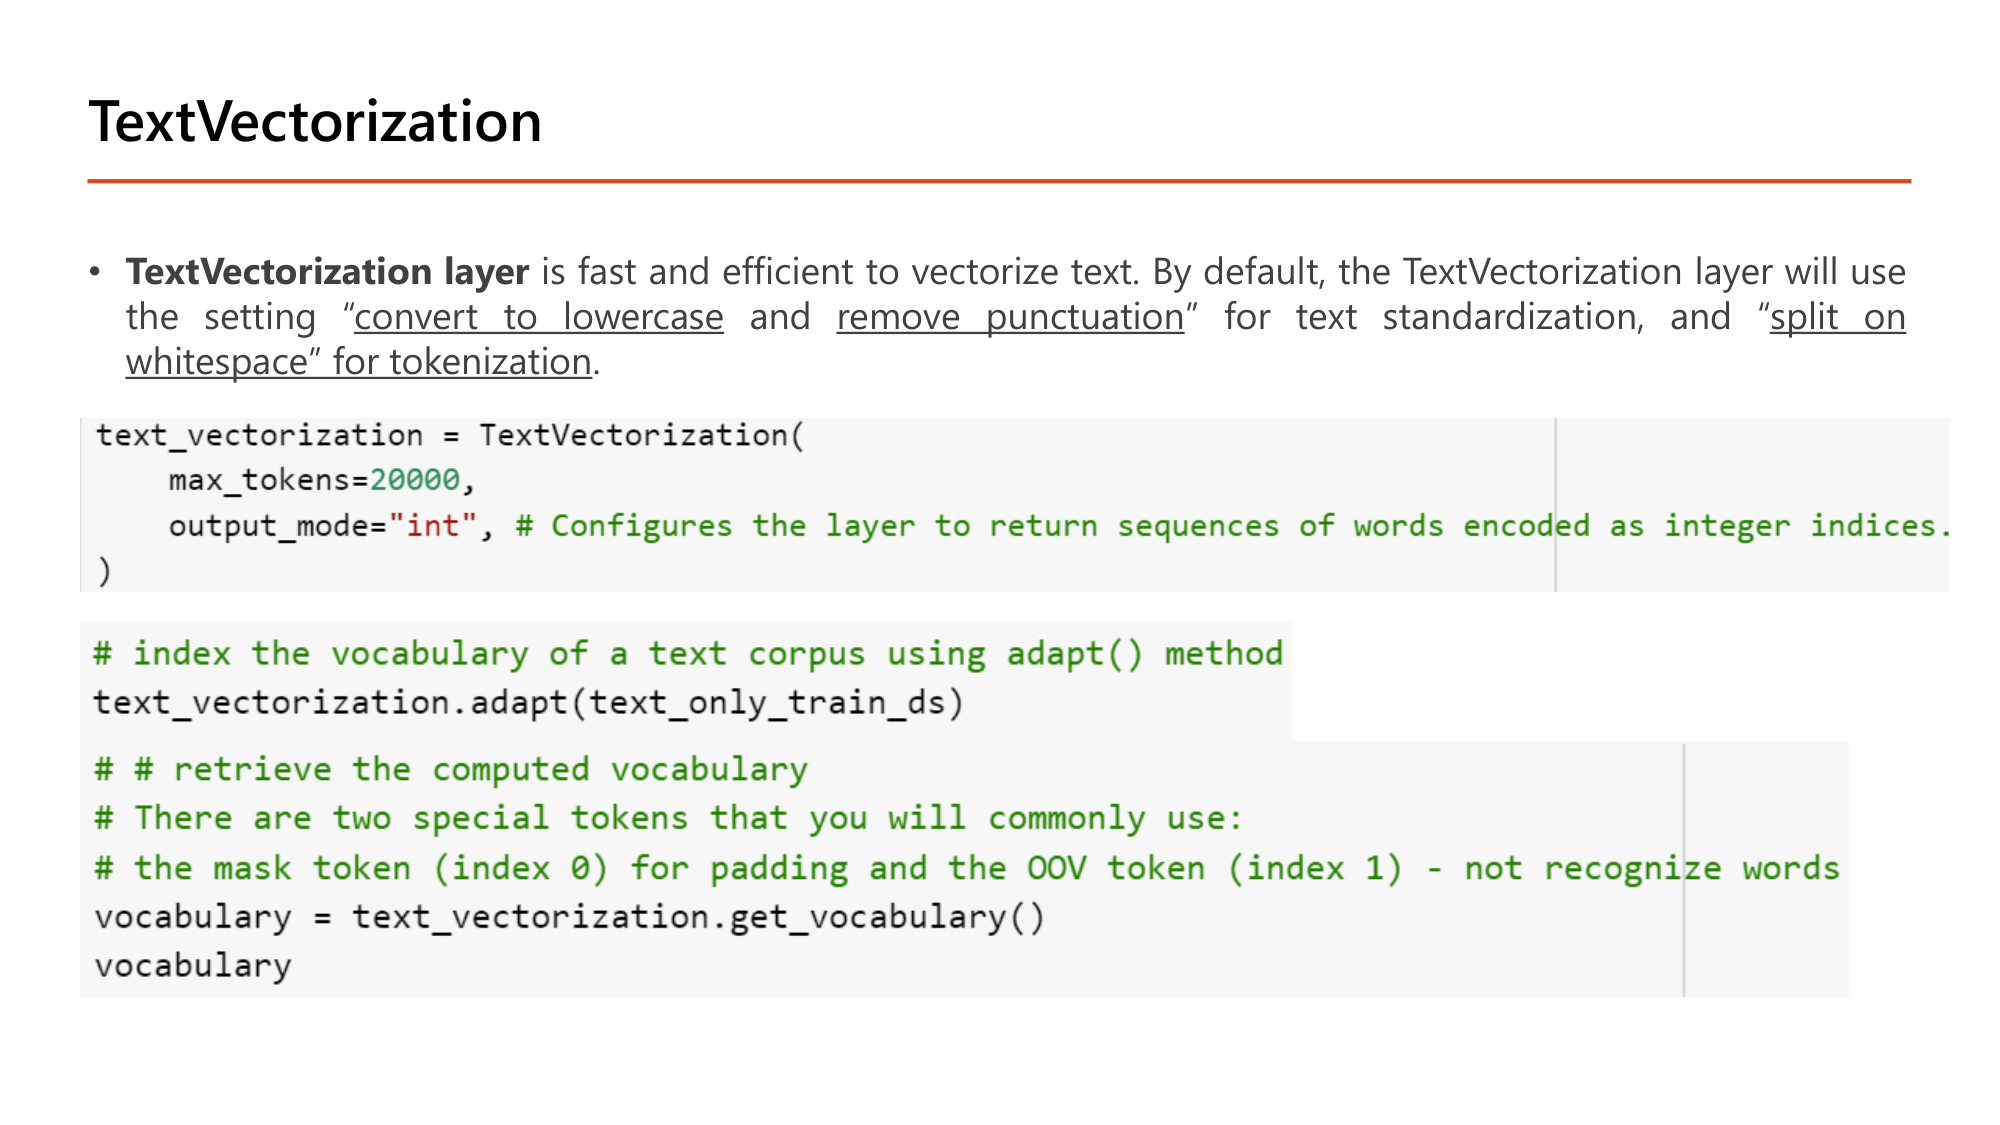 TextVectorization
• TextVectorization layer is fast and efficient to vectorize text. By default, the TextVectorization layer will use
the setting “convert to lowercase and remove punctuation” for text standardization, and “split on
whitespace” for tokenization.
text_vectorization = TextVectorization(
    max_tokens=20000,
    output_mode="int", # Configures the layer to return sequences of words encoded as integer indices.
)
# index the vocabulary of a text corpus using adapt() method
text_vectorization.adapt(text_only_train_ds)
# # retrieve the computed vocabulary
# There are two special tokens that you will commonly use:
# the mask token (index 0) for padding and the OOV token (index 1) - not recognize words
vocabulary = text_vectorization.get_vocabulary()
vocabulary